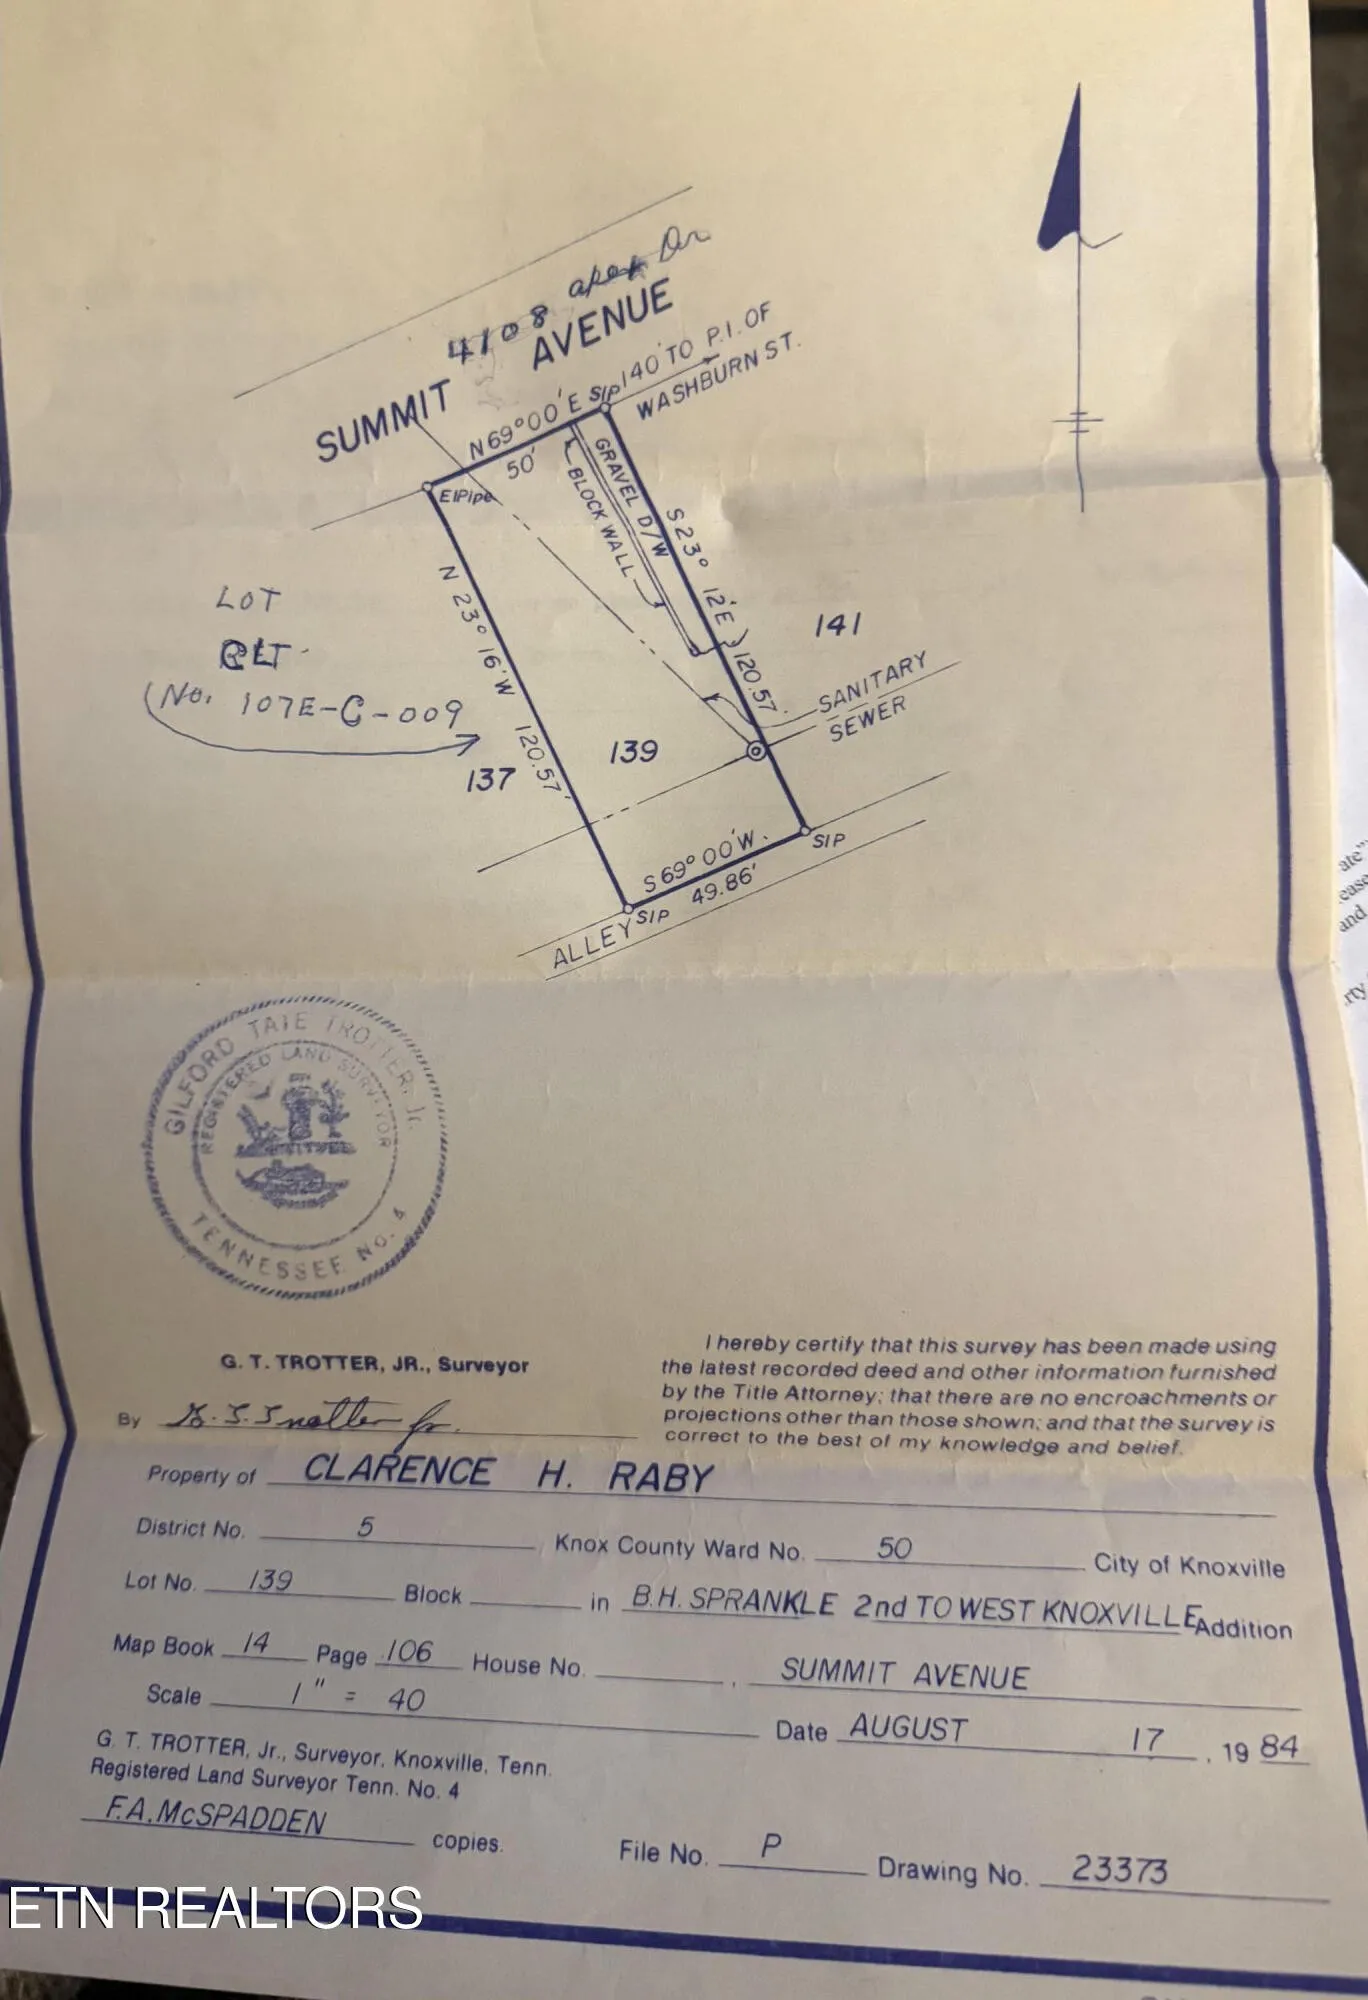 4108 apex Dr
SUMMIT AVENUE
140' TO P.I. OF
WASHBURN ST.
N 69° 00' E SIP
50'
EIPipe
GRAVEL D/W
BLOCK WALL
S 23° 12' E
120.57'
N 23° 16' W 120.57'
LOT
(No. 107E-C-009
141
SANITARY
SEWER
139
137
S 69° 00' W.
49.86'
SIP
SIP
ALLEY
GILFORD TATE TROTTER, Jr.
REGISTERED LAND SURVEYOR
TENNESSEE No. 4
G. T. TROTTER, JR., Surveyor
By G. T. Trotter Jr.
I hereby certify that this survey has been made using
the latest recorded deed and other information furnished
by the Title Attorney; that there are no encroachments or
projections other than those shown; and that the survey is
correct to the best of my knowledge and belief.
Property of CLARENCE H. RABY
District No. 5 Knox County Ward No. 50 City of Knoxville
Lot No. 139 Block in B.H. SPRANKLE 2nd TO WEST KNOXVILLE Addition
Map Book 14 Page 106 House No. , SUMMIT AVENUE
Scale 1" = 40
Date AUGUST 17, 1984
G. T. TROTTER, Jr., Surveyor, Knoxville, Tenn.
Registered Land Surveyor Tenn. No. 4
F.A. McSPADDEN copies.
File No. P Drawing No. 23373
ETN REALTORS